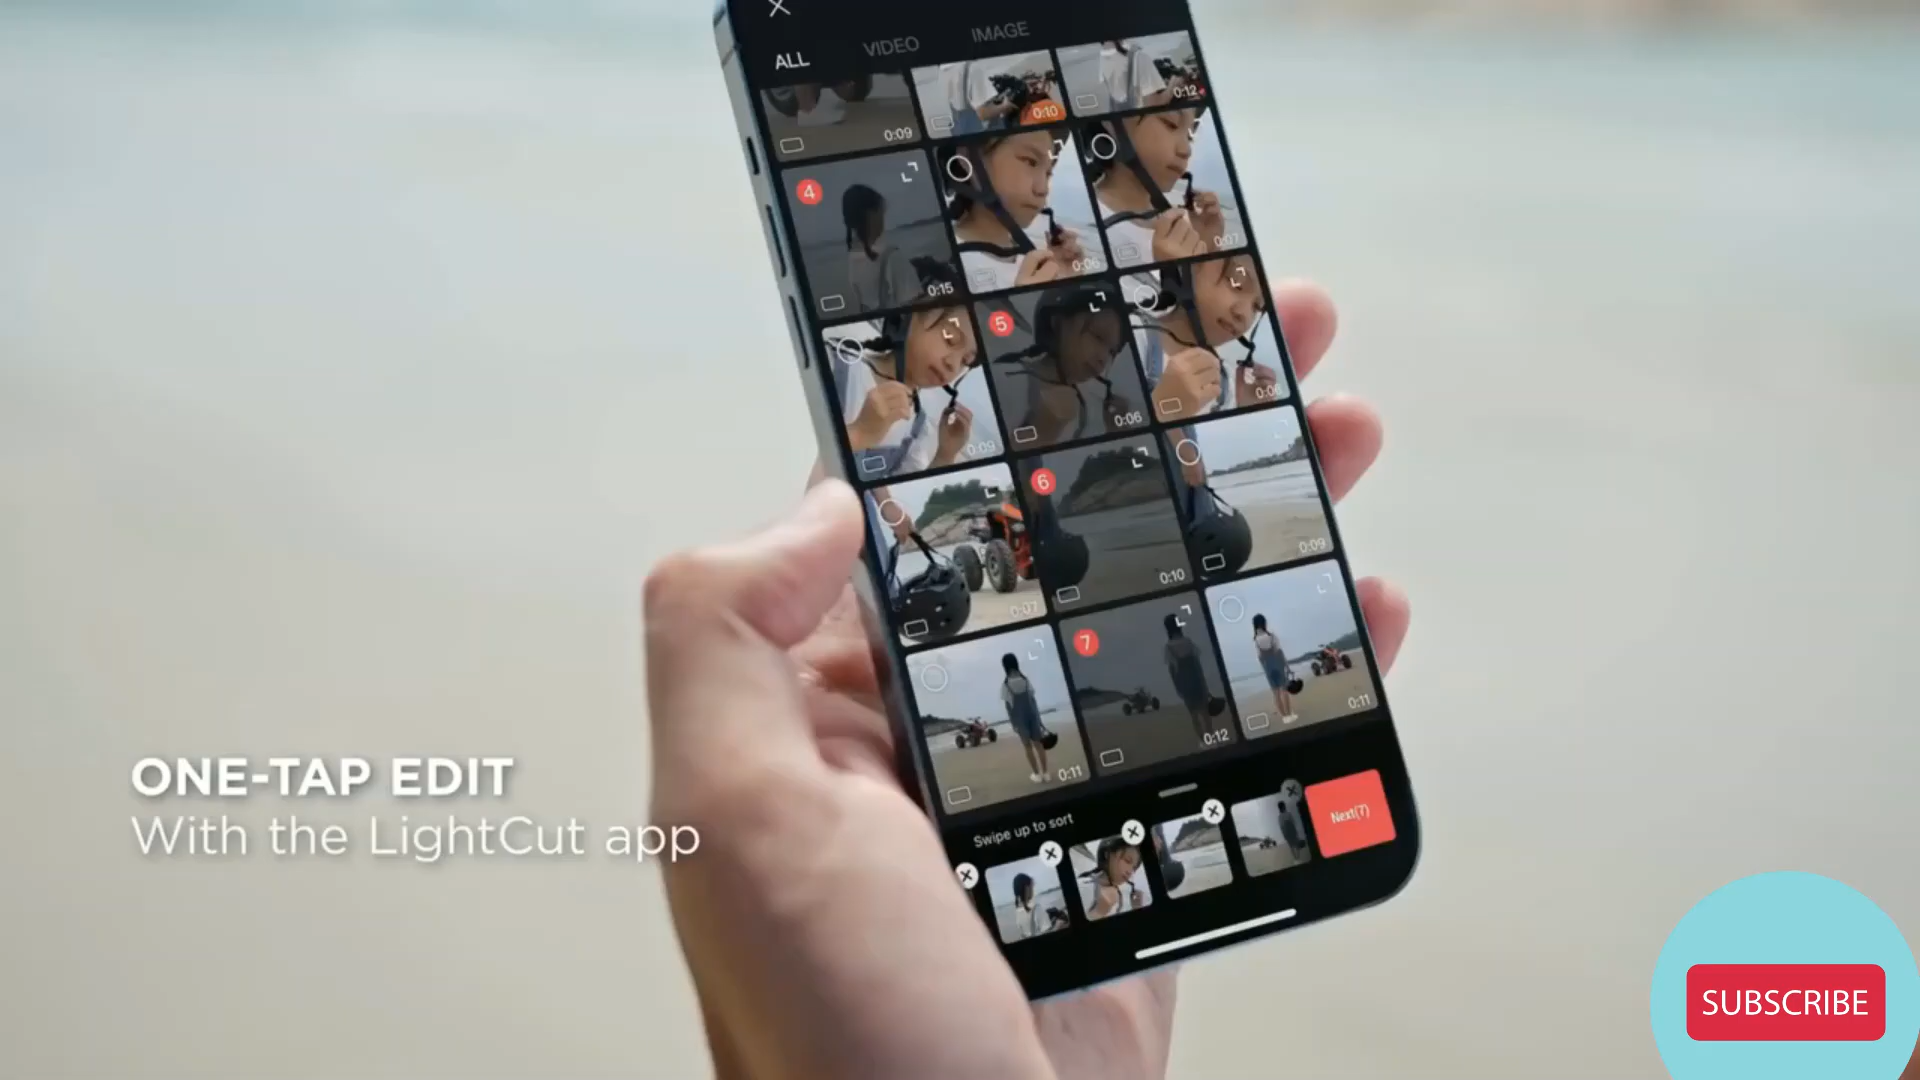 ALL VIDEO IMAGE
0:09 0:10 0:12
4 0:15 0:06 0:07
0:09 5 0:06 0:06
0:07 6 0:10 0:09
0:11 7 0:12 0:11
Swipe up to sort
Next(7)
ONE-TAP EDIT
With the LightCut app
SUBSCRIBE